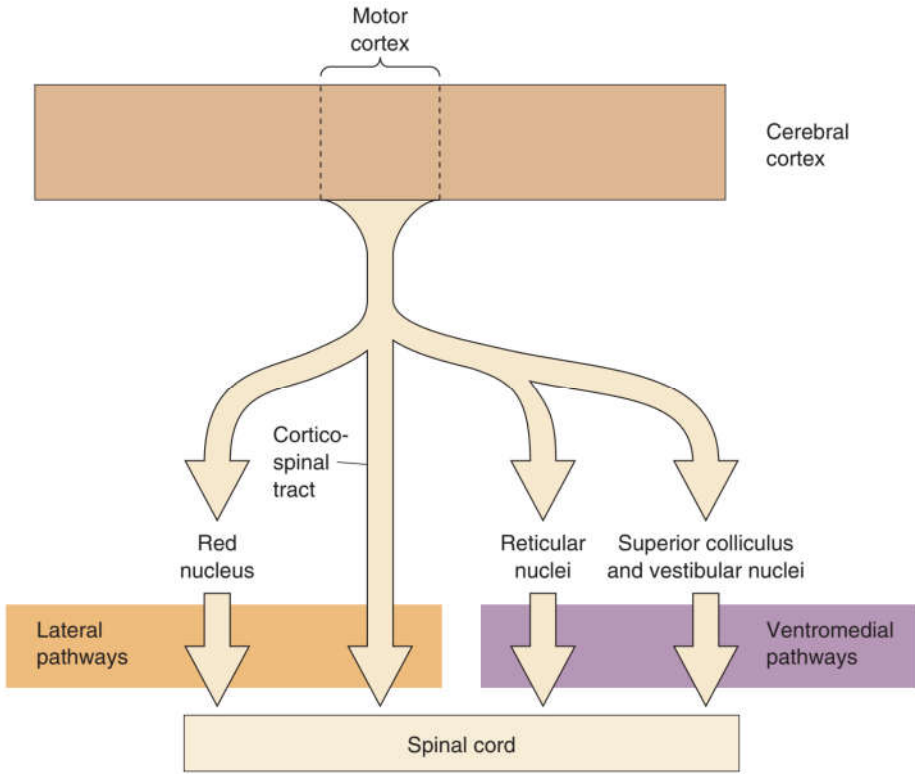 Motor
cortex
Cerebral
cortex
Cortico-
spinal
tract
Red
nucleus
Reticular
nuclei
Superior colliculus
and vestibular nuclei
Lateral
pathways
Ventromedial
pathways
Spinal cord